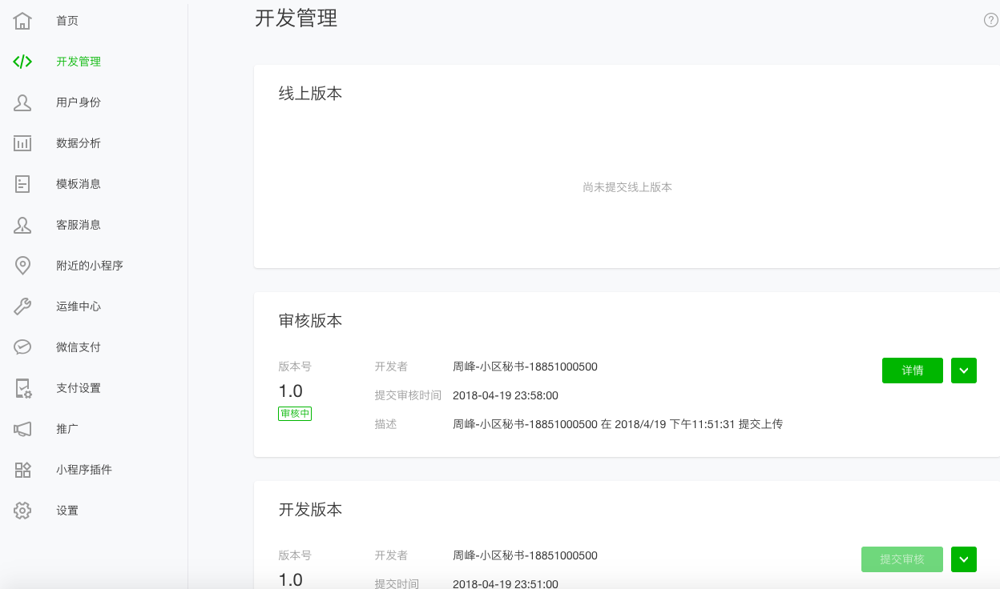 首页
开发管理
用户身份
数据分析
模板消息
客服消息
附近的小程序
运维中心
微信支付
支付设置
推广
小程序插件
设置
开发管理
?
线上版本
尚未提交线上版本
审核版本
版本号
1.0
审核中
开发者 周峰-小区秘书-18851000500
提交审核时间 2018-04-19 23:58:00
描述 周峰-小区秘书-18851000500 在 2018/4/19 下午11:51:31 提交上传
详情
开发版本
版本号
1.0
开发者 周峰-小区秘书-18851000500
提交时间 2018-04-19 23:51:00
提交审核